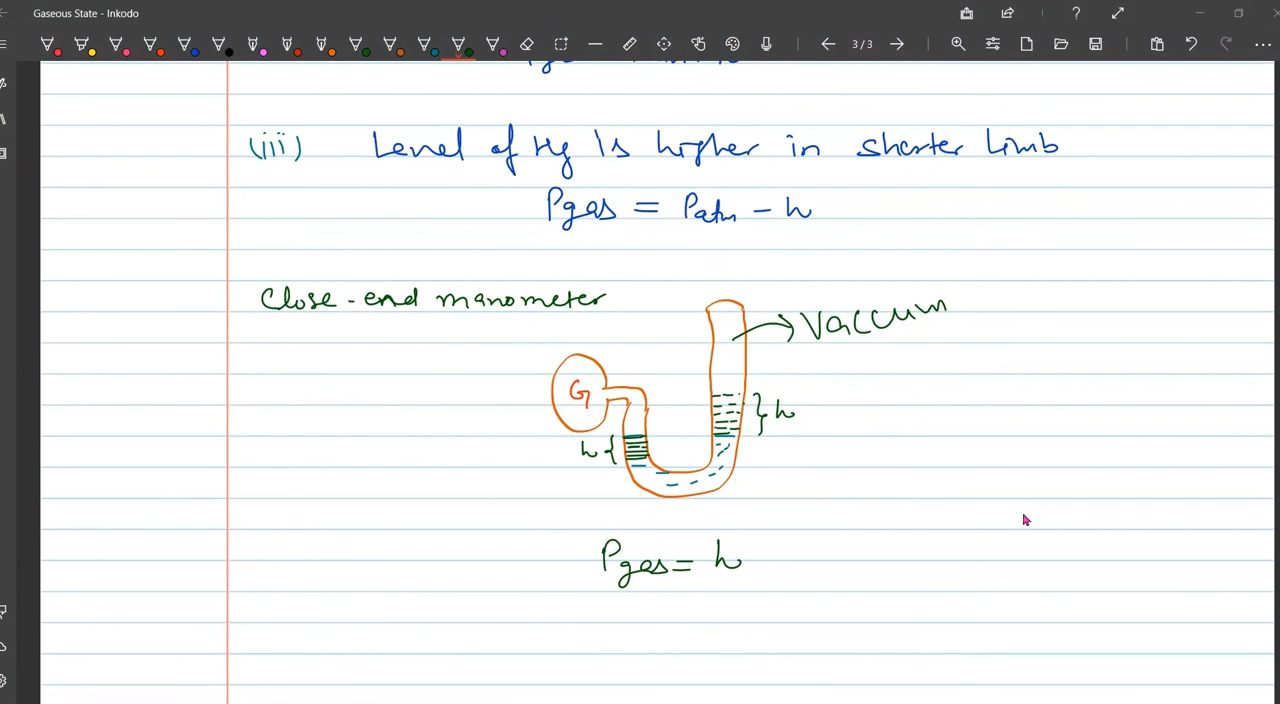 Gaseous State - Inkodo
3/3
(iii) Level of Hg is higher in shorter limb
Pgas = Patm - h
Close-end manometer
Vaccum
G
h
h
Pgas = h